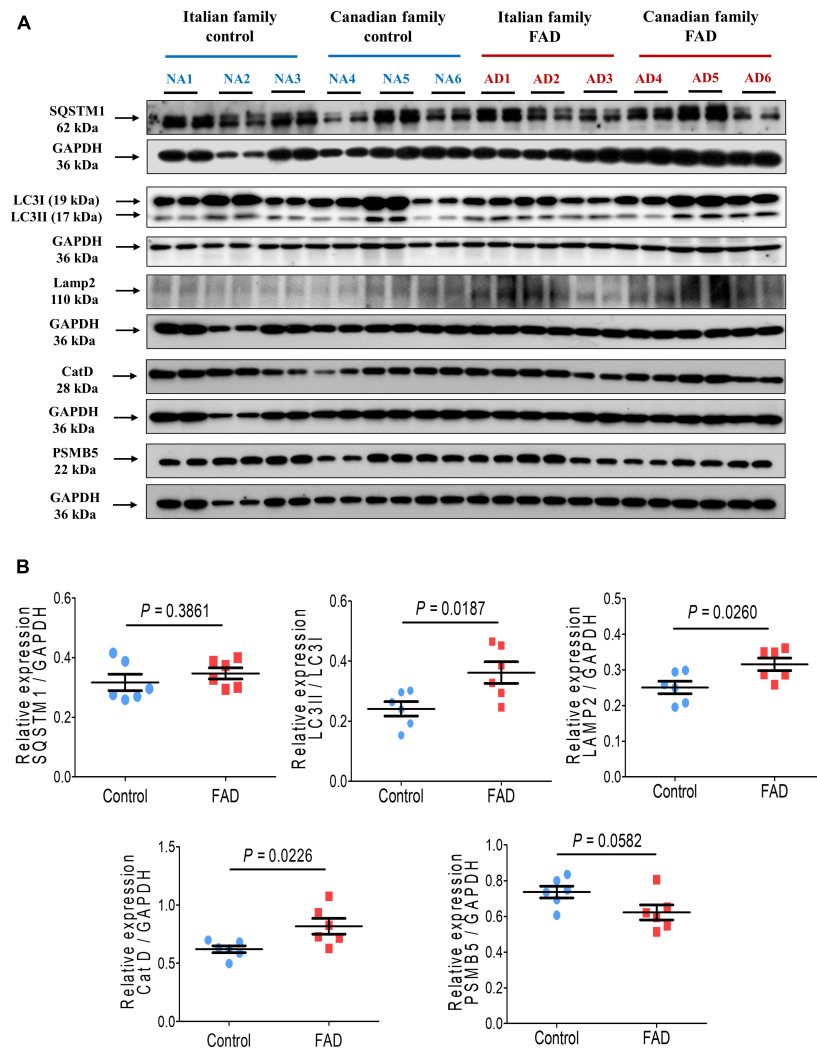 A
Italian family
control
Canadian family
control
Italian family
FAD
Canadian family
FAD
NA1 NA2 NA3 NA4 NA5 NA6 AD1 AD2 AD3 AD4 AD5 AD6
SQSTM1
62 kDa
GAPDH
36 kDa
LC3I (19 kDa)
LC3II (17 kDa)
GAPDH
36 kDa
Lamp2
110 kDa
GAPDH
36 kDa
CatD
28 kDa
GAPDH
36 kDa
PSMB5
22 kDa
GAPDH
36 kDa
B
Relative expression
SQSTM1 / GAPDH
0.6
0.4
0.2
0.0
P = 0.3861
Control FAD
Relative expression
LC3II / LC3I
0.6
0.4
0.2
0.0
P = 0.0187
Control FAD
Relative expression
LAMP2 / GAPDH
0.5
0.4
0.3
0.2
0.1
0.0
P = 0.0260
Control FAD
Relative expression
Cat D / GAPDH
1.5
1.0
0.5
0.0
P = 0.0226
Control FAD
Relative expression
PSMB5 / GAPDH
1.0
0.8
0.6
0.4
0.2
0.0
P = 0.0582
Control FAD